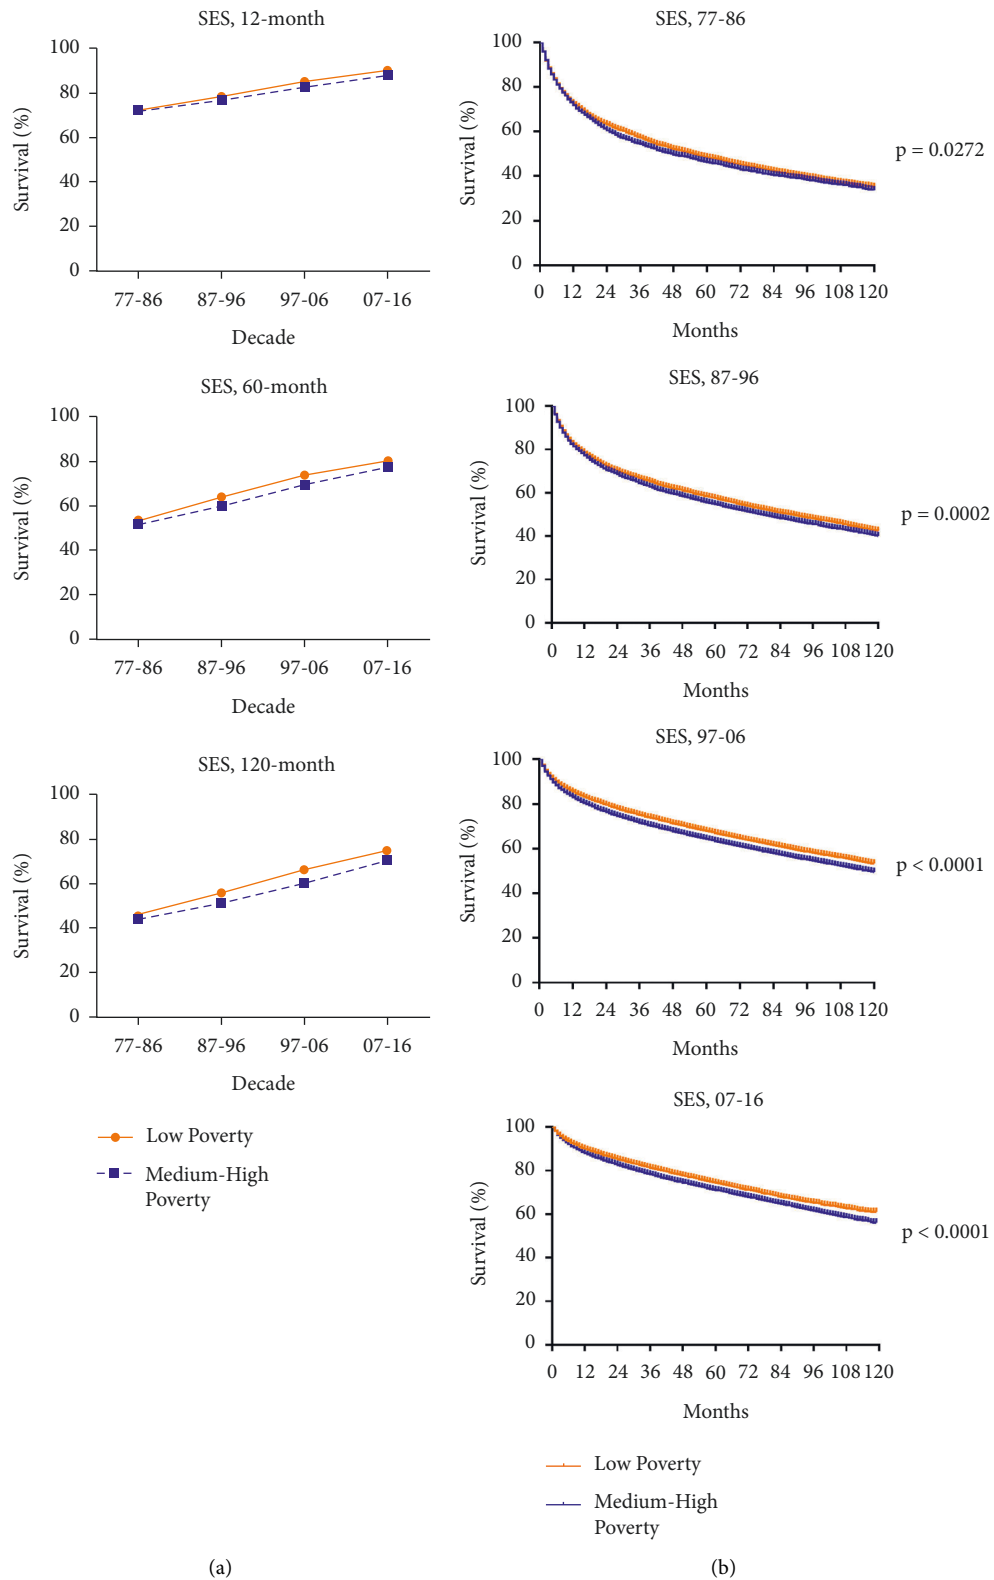 SES, 12-month
100
80
60
40
20
0
Survival (%)
77-86 87-96 97-06 07-16
Decade
SES, 60-month
100
80
60
40
20
0
Survival (%)
77-86 87-96 97-06 07-16
Decade
SES, 120-month
100
80
60
40
20
0
Survival (%)
77-86 87-96 97-06 07-16
Decade
Low Poverty
Medium-High
Poverty
(a)
SES, 77-86
100
80
60
40
20
0
Survival (%)
0 12 24 36 48 60 72 84 96 108 120
Months
p = 0.0272
SES, 87-96
100
80
60
40
20
0
Survival (%)
0 12 24 36 48 60 72 84 96 108 120
Months
p = 0.0002
SES, 97-06
100
80
60
40
20
0
Survival (%)
0 12 24 36 48 60 72 84 96 108 120
Months
p < 0.0001
SES, 07-16
100
80
60
40
20
0
Survival (%)
0 12 24 36 48 60 72 84 96 108 120
Months
p < 0.0001
Low Poverty
Medium-High
Poverty
(b)